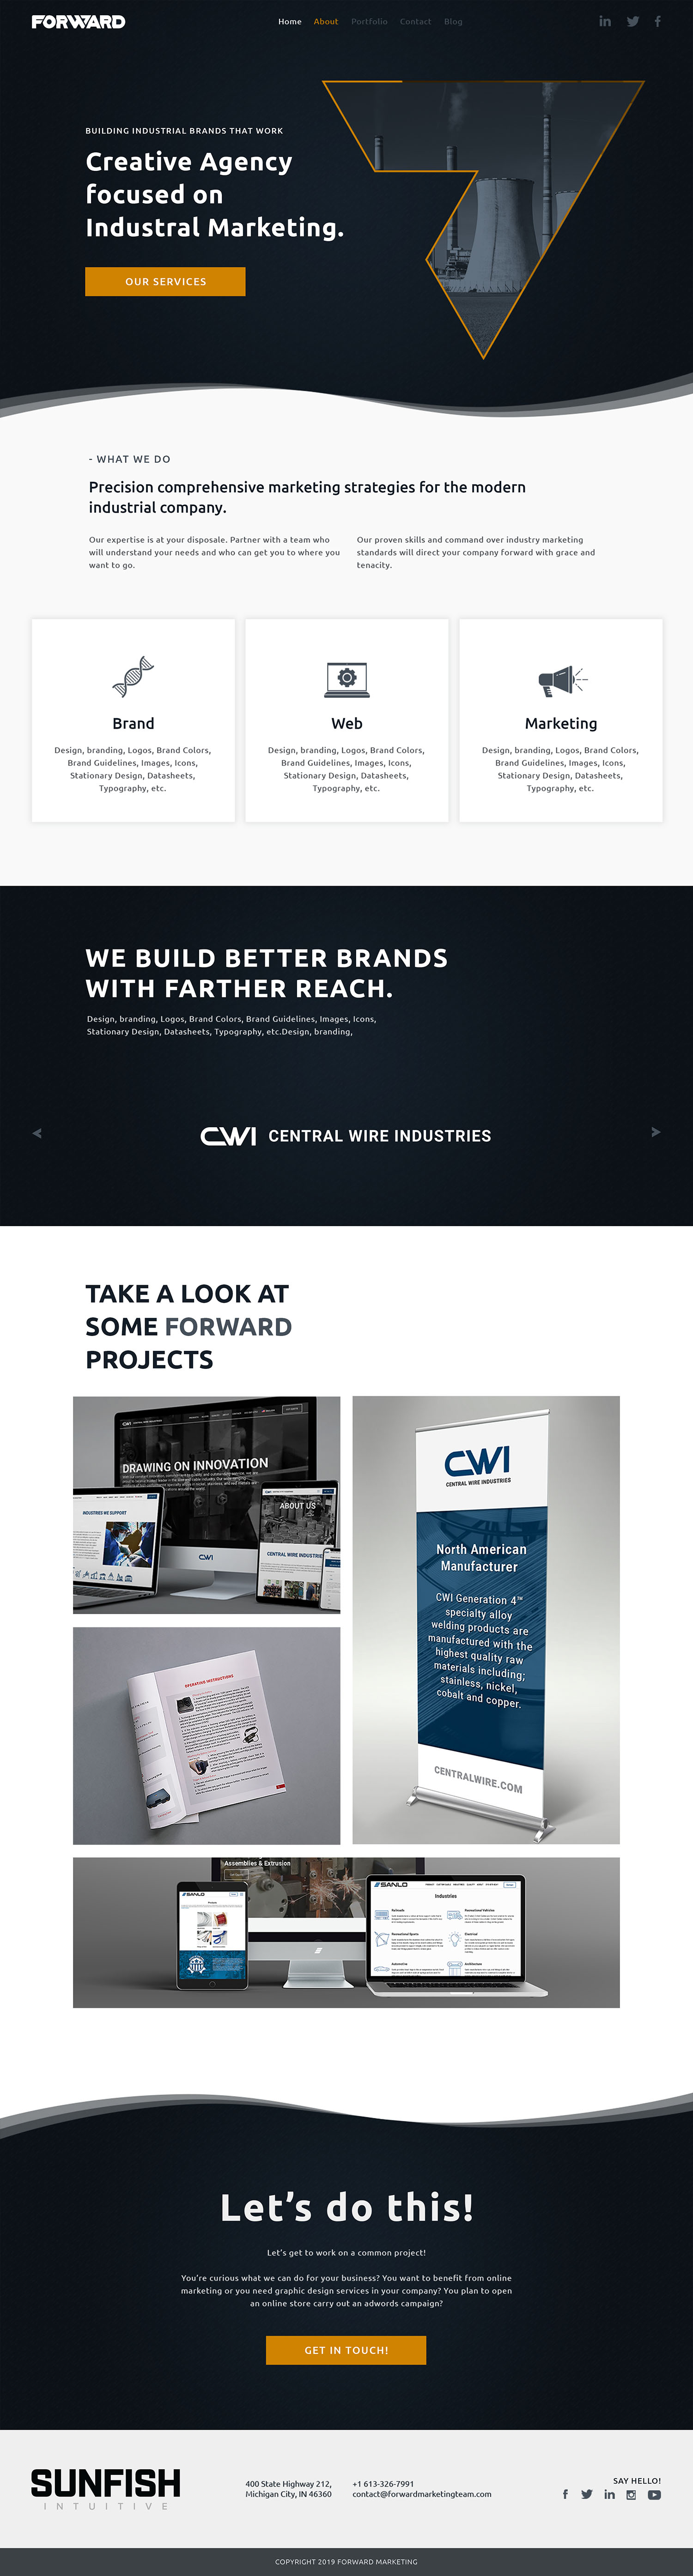 FORWARD
Home About Portfolio Contact Blog
BUILDING INDUSTRIAL BRANDS THAT WORK
Creative Agency
focused on
Industral Marketing.
OUR SERVICES
- WHAT WE DO
Precision comprehensive marketing strategies for the modern
industrial company.
Our expertise is at your disposale. Partner with a team who
will understand your needs and who can get you to where you
want to go.
Our proven skills and command over industry marketing
standards will direct your company forward with grace and
tenacity.
Brand
Design, branding, Logos, Brand Colors,
Brand Guidelines, Images, Icons,
Stationary Design, Datasheets,
Typography, etc.
Web
Design, branding, Logos, Brand Colors,
Brand Guidelines, Images, Icons,
Stationary Design, Datasheets,
Typography, etc.
Marketing
Design, branding, Logos, Brand Colors,
Brand Guidelines, Images, Icons,
Stationary Design, Datasheets,
Typography, etc.
WE BUILD BETTER BRANDS
WITH FARTHER REACH.
Design, branding, Logos, Brand Colors, Brand Guidelines, Images, Icons,
Stationary Design, Datasheets, Typography, etc.Design, branding,
CWI CENTRAL WIRE INDUSTRIES
TAKE A LOOK AT
SOME FORWARD
PROJECTS
DRAWING ON INNOVATION
INDUSTRIES WE SUPPORT
CWI
ABOUT US
CENTRAL WIRE INDUSTRIE
CWI
CENTRAL WIRE INDUSTRIES
North American
Manufacturer
CWI Generation 4™
specialty alloy
welding products are
manufactured with the
highest quality raw
materials including;
stainless, nickel,
cobalt and copper.
CENTRALWIRE.COM
OPERATING INSTRUCTIONS
Assemblies & Extrusion
SANLO
SANLO
Industries
Let's do this!
Let's get to work on a common project!
You're curious what we can do for your business? You want to benefit from online
marketing or you need graphic design services in your company? You plan to open
an online store carry out an adwords campaign?
GET IN TOUCH!
SUNFISH
INTUITIVE
400 State Highway 212,
Michigan City, IN 46360
+1 613-326-7991
contact@forwardmarketingteam.com
SAY HELLO!
COPYRIGHT 2019 FORWARD MARKETING